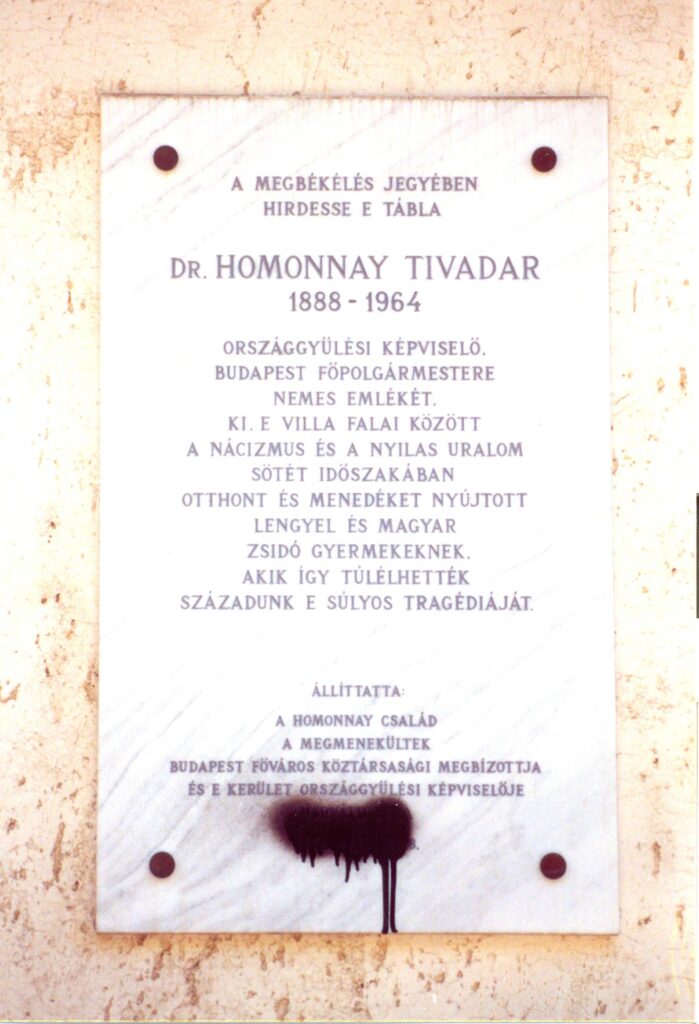 A MEGBÉKÉLÉS JEGYÉBEN
HIRDESSE E TÁBLA
DR. HOMONNAY TIVADAR
1888 - 1964
ORSZÁGGYŰLÉSI KÉPVISELŐ,
BUDAPEST FŐPOLGÁRMESTERE
NEMES EMLÉKÉT,
KI, E VILLA FALAI KÖZÖTT
A NÁCIZMUS ÉS A NYILAS URALOM
SÖTÉT IDŐSZAKÁBAN
OTTHONT ÉS MENEDÉKET NYÚJTOTT
LENGYEL ÉS MAGYAR
ZSIDÓ GYERMEKEKNEK,
AKIK ÍGY TÚLÉLHETTÉK
SZÁZADUNK E SÚLYOS TRAGÉDIÁJÁT.
ÁLLÍTTATTA:
A HOMONNAY CSALÁD
A MEGMENEKÜLTEK
BUDAPEST FŐVÁROS KÖZTÁRSASÁGI MEGBÍZOTTJA
ÉS E KERÜLET ORSZÁGGYŰLÉSI KÉPVISELŐJE